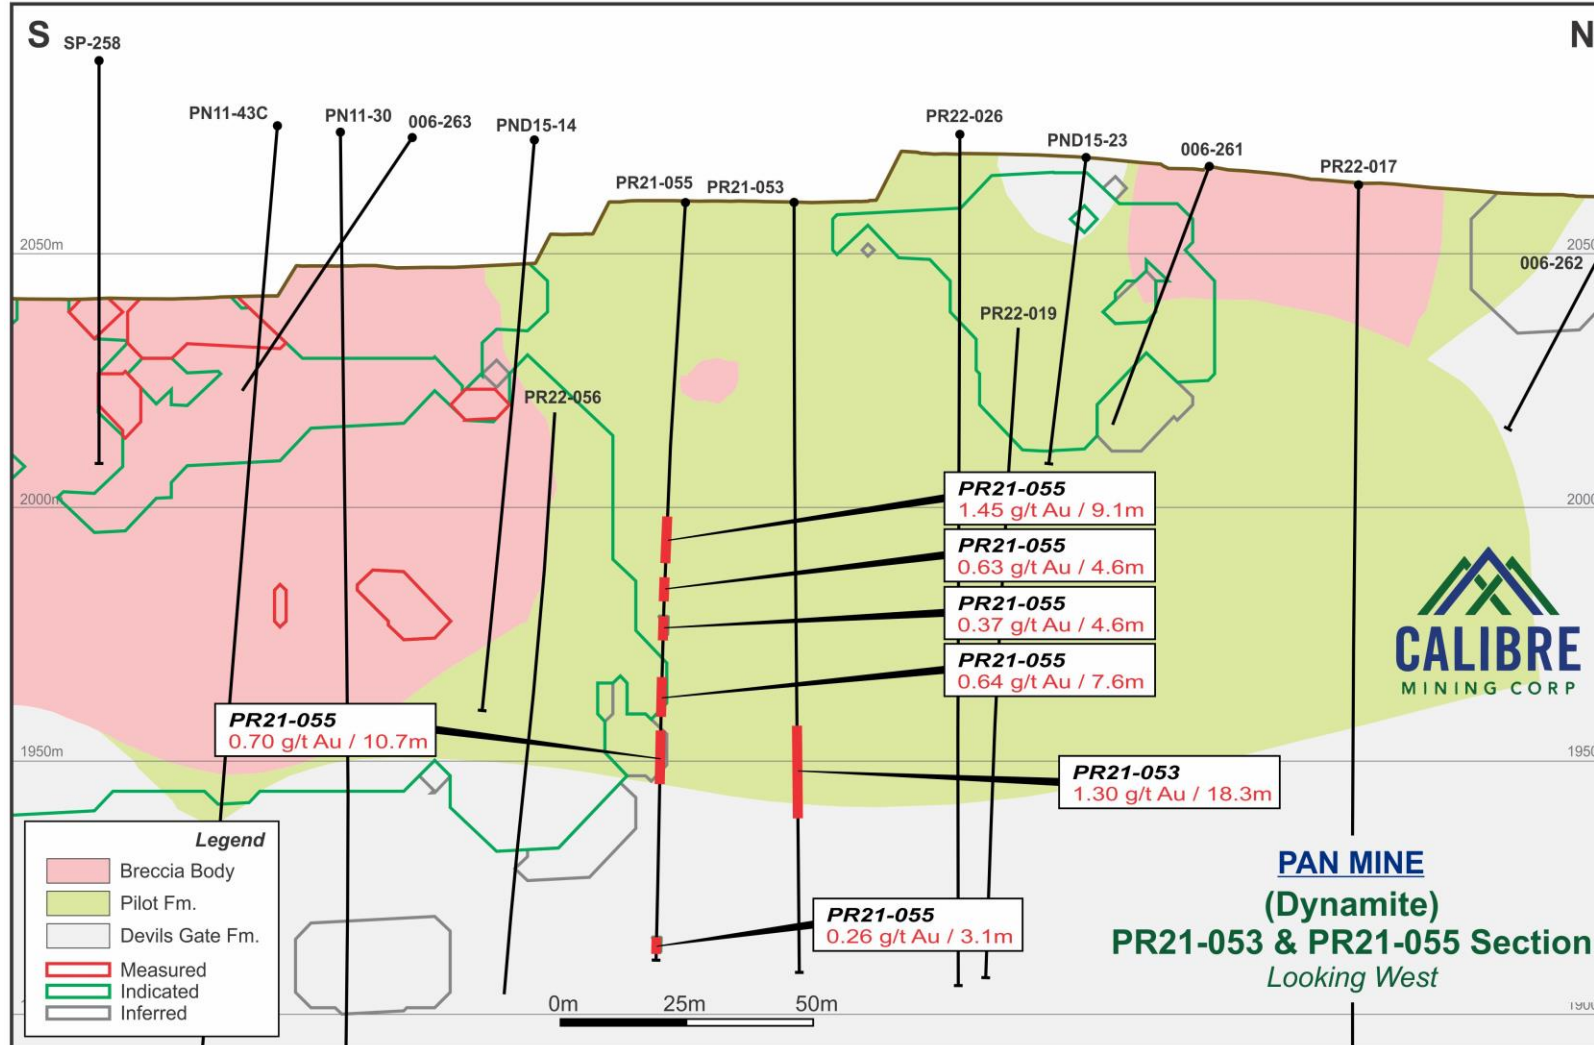 S
N
SP-258
PN11-43C
PN11-30
006-263
PND15-14
PR21-055
PR21-053
PR22-026
PND15-23
006-261
PR22-017
2050m
006-262
PR22-019
PR22-056
2000m
PR21-055
1.45 g/t Au / 9.1m
PR21-055
0.63 g/t Au / 4.6m
PR21-055
0.37 g/t Au / 4.6m
PR21-055
0.64 g/t Au / 7.6m
CALIBRE
MINING CORP
PR21-055
0.70 g/t Au / 10.7m
1950m
PR21-053
1.30 g/t Au / 18.3m
Legend
Breccia Body
Pilot Fm.
Devils Gate Fm.
Measured
Indicated
Inferred
PR21-055
0.26 g/t Au / 3.1m
PAN MINE
(Dynamite)
PR21-053 & PR21-055 Section
Looking West
0m 25m 50m